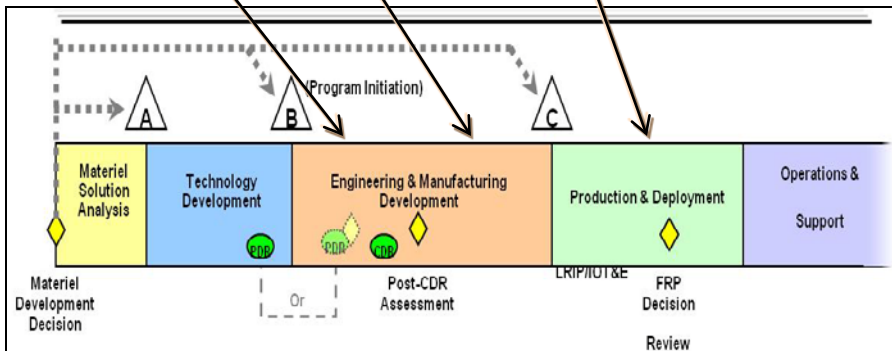 (Program Initiation)
A
B
C
Materiel
Solution
Analysis
Technology
Development
Engineering & Manufacturing
Development
Production & Deployment
Operations &
Support
PDR
PDR
CDR
Materiel
Development
Decision
Or
Post-CDR
Assessment
LRIP/IOT&E
FRP
Decision
Review